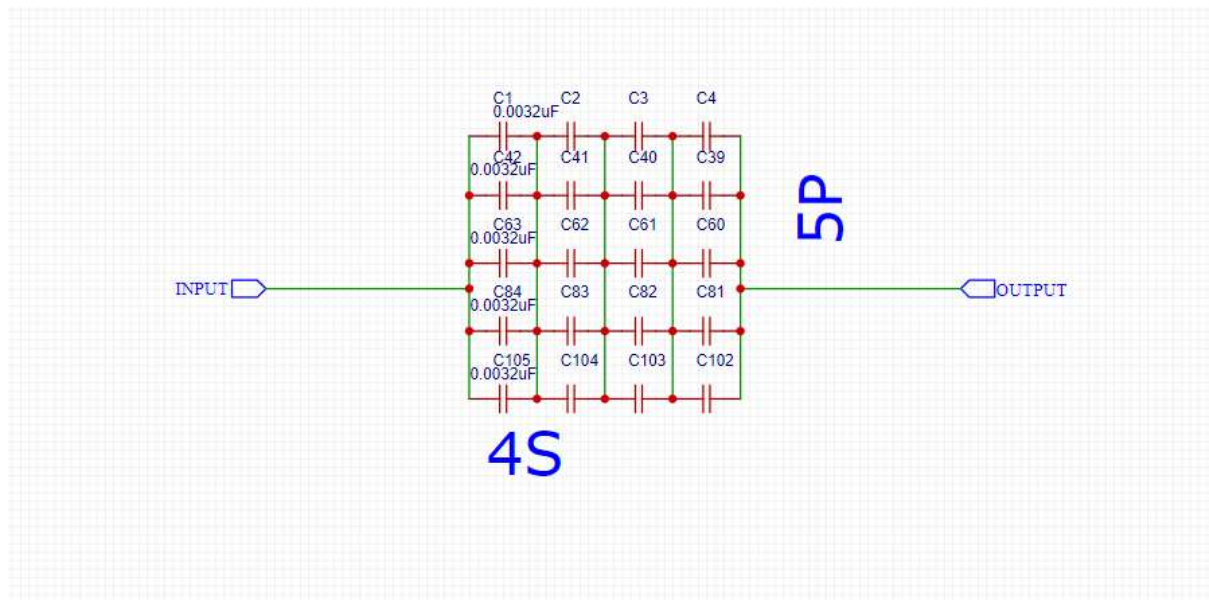 C1 C2 C3 C4
0.0032uF
C42 C41 C40 C39
0.0032uF
5P
C63 C62 C61 C60
0.0032uF
INPUT C84 C83 C82 C81 OUTPUT
0.0032uF
C105 C104 C103 C102
0.0032uF
4S